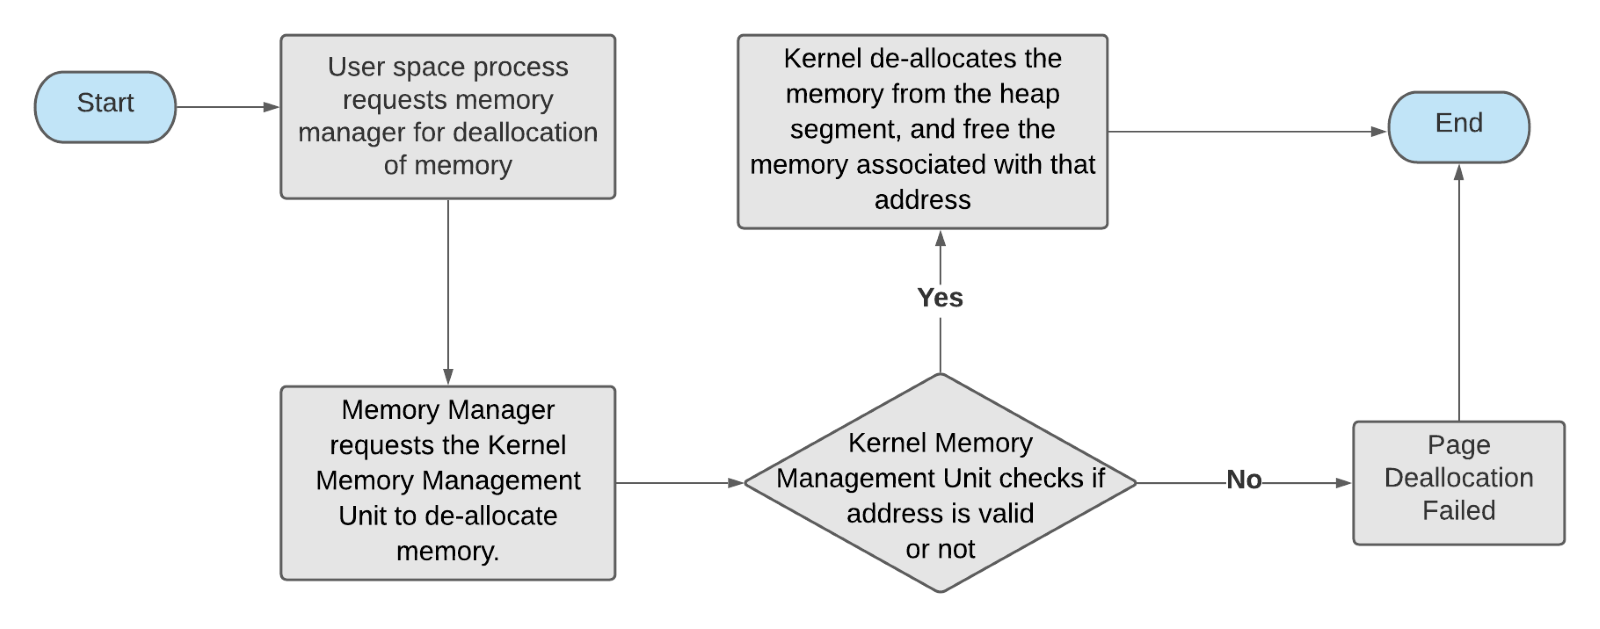 Start
User space process
requests memory
manager for deallocation
of memory
Memory Manager
requests the Kernel
Memory Management
Unit to de-allocate
memory.
Kernel Memory
Management Unit checks if
address is valid
or not
Yes
Kernel de-allocates the
memory from the heap
segment, and free the
memory associated with that
address
No
Page
Deallocation
Failed
End